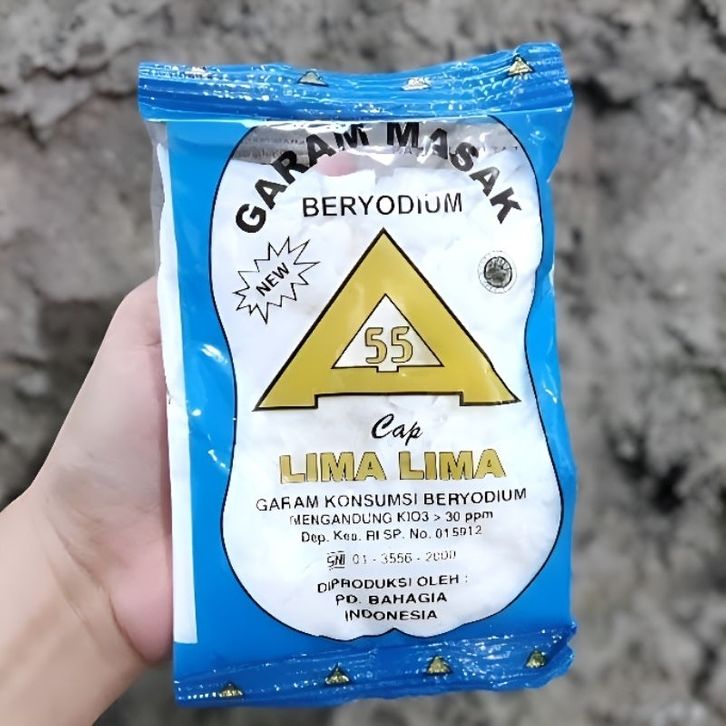 GARAM MASAK
BERYODIUM
NEW
55
Cap
LIMA LIMA
GARAM KONSUMSI BERYODIUM
MENGANDUNG KIO3 > 30 ppm
Dep. Kes. RI SP. No. 015912
SNI 01 - 3556 - 2000
DIPRODUKSI OLEH :
PD. BAHAGIA
INDONESIA